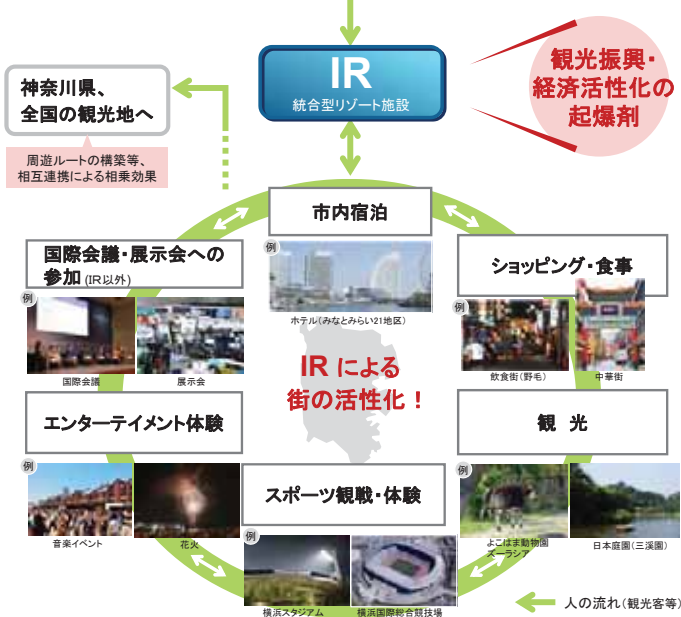 IR
統合型リゾート施設
観光振興・
経済活性化の
起爆剤
神奈川県、
全国の観光地へ
周遊ルートの構築等、
相互連携による相乗効果
市内宿泊
例
ホテル(みなとみらい21地区)
国際会議・展示会への
参加 (IR以外)
例
国際会議
展示会
ショッピング・食事
例
飲食街(野毛)
中華街
IR による
街の活性化！
エンターテイメント体験
例
音楽イベント
花火
観 光
例
よこはま動物園
ズーラシア
日本庭園(三溪園)
スポーツ観戦・体験
例
横浜スタジアム
横浜国際総合競技場
人の流れ(観光客等)